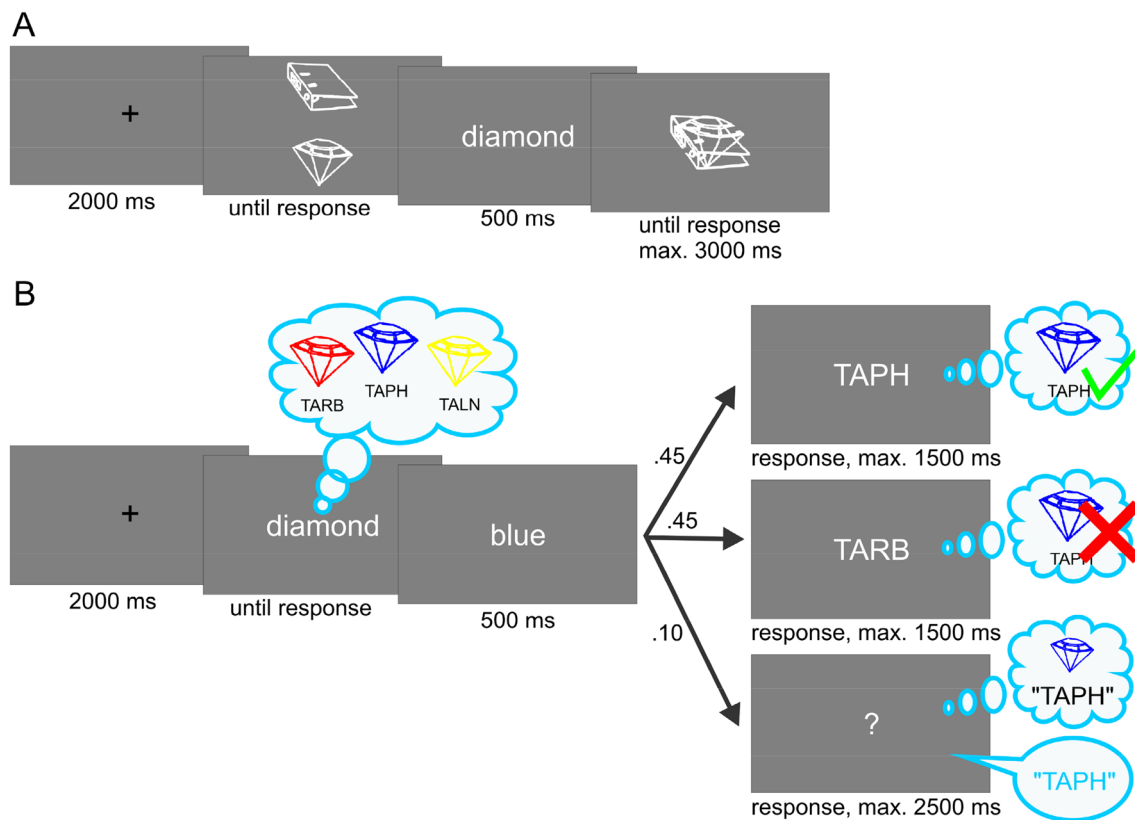 A
+
diamond
2000 ms
until response
500 ms
until response
max. 3000 ms
B
TARB
TAPH
TALN
+
diamond
blue
2000 ms
until response
500 ms
.45
.45
.10
TAPH
TAPH
response, max. 1500 ms
TARB
TAPH
response, max. 1500 ms
?
"TAPH"
"TAPH"
response, max. 2500 ms